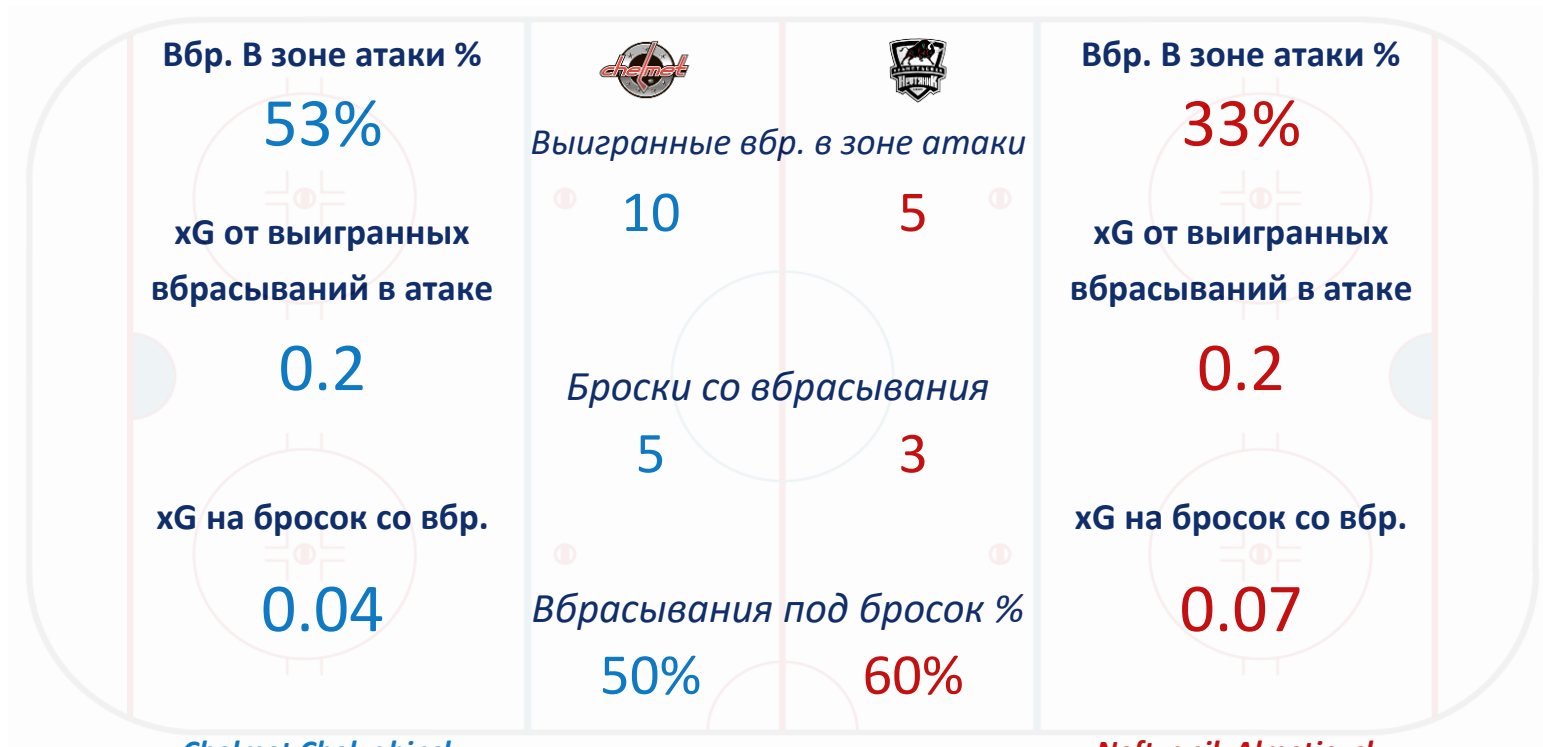 Вбр. В зоне атаки %
53%
xG от выигранных
вбрасываний в атаке
0.2
xG на бросок со вбр.
0.04
chelmet
НЕФТЯНИК
Выигранные вбр. в зоне атаки
10 5
Броски со вбрасывания
5 3
Вбрасывания под бросок %
50% 60%
Вбр. В зоне атаки %
33%
xG от выигранных
вбрасываний в атаке
0.2
xG на бросок со вбр.
0.07